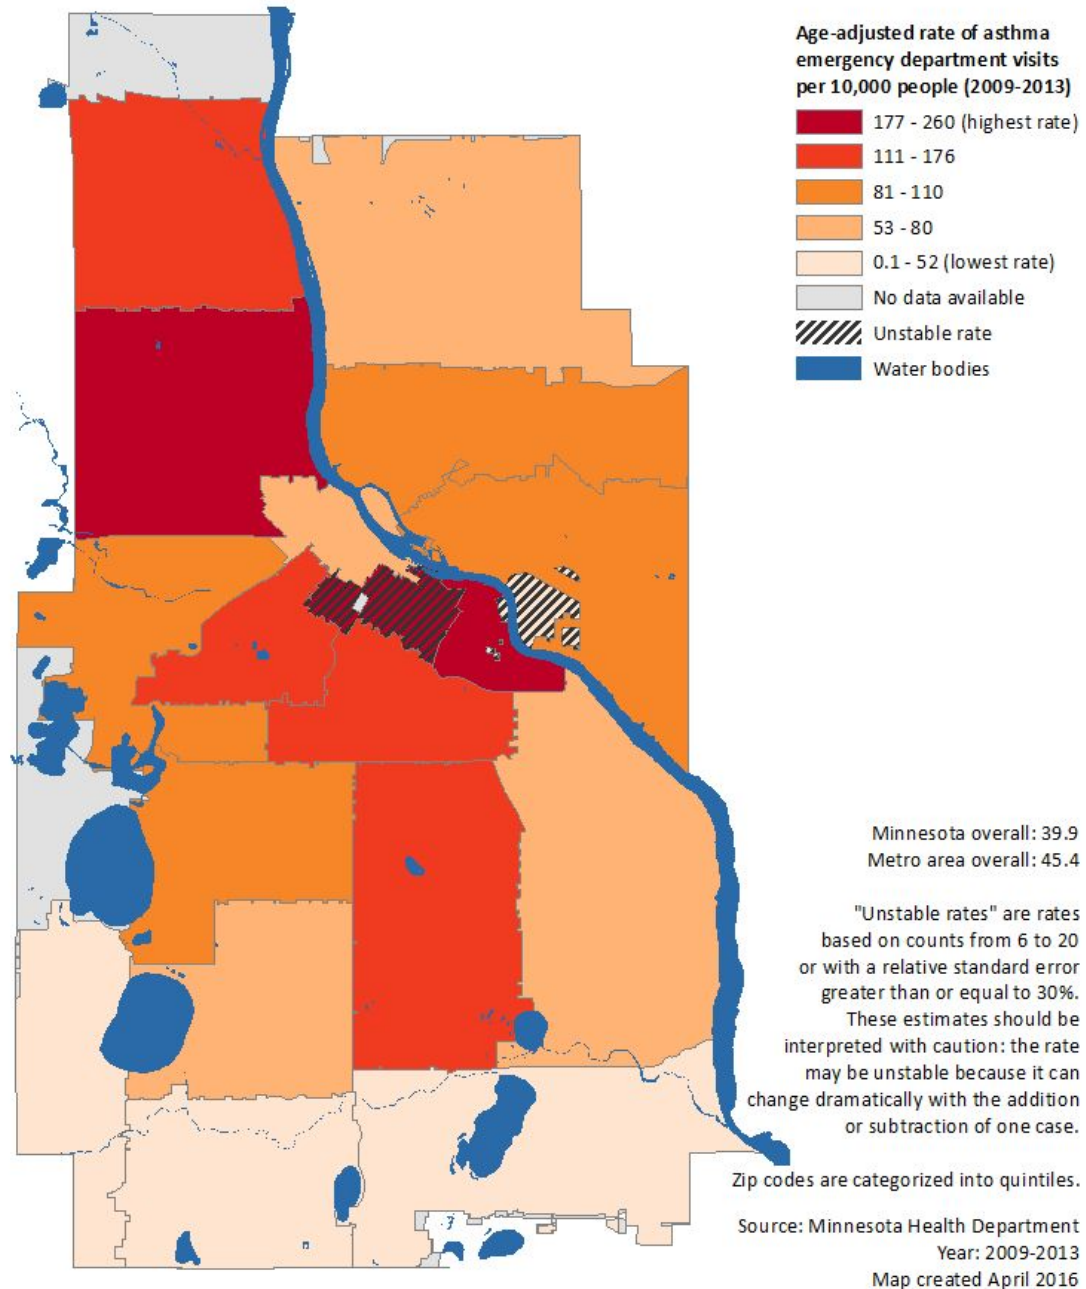 Age-adjusted rate of asthma
emergency department visits
per 10,000 people (2009-2013)
177 - 260 (highest rate)
111 - 176
81 - 110
53 - 80
0.1 - 52 (lowest rate)
No data available
Unstable rate
Water bodies
Minnesota overall: 39.9
Metro area overall: 45.4
"Unstable rates" are rates
based on counts from 6 to 20
or with a relative standard error
greater than or equal to 30%.
These estimates should be
interpreted with caution: the rate
may be unstable because it can
change dramatically with the addition
or subtraction of one case.
Zip codes are categorized into quintiles.
Source: Minnesota Health Department
Year: 2009-2013
Map created April 2016